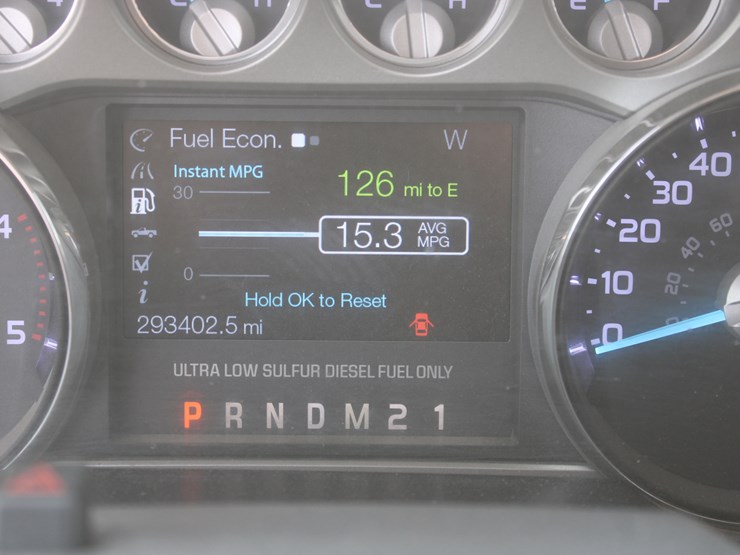 C H
C H
E F
Fuel Econ. W
Instant MPG
30
126 mi to E
15.3 AVG MPG
0
Hold OK to Reset
293402.5 mi
ULTRA LOW SULFUR DIESEL FUEL ONLY
P R N D M 2 1
4
5
40
30
20
10
0
60
40
20